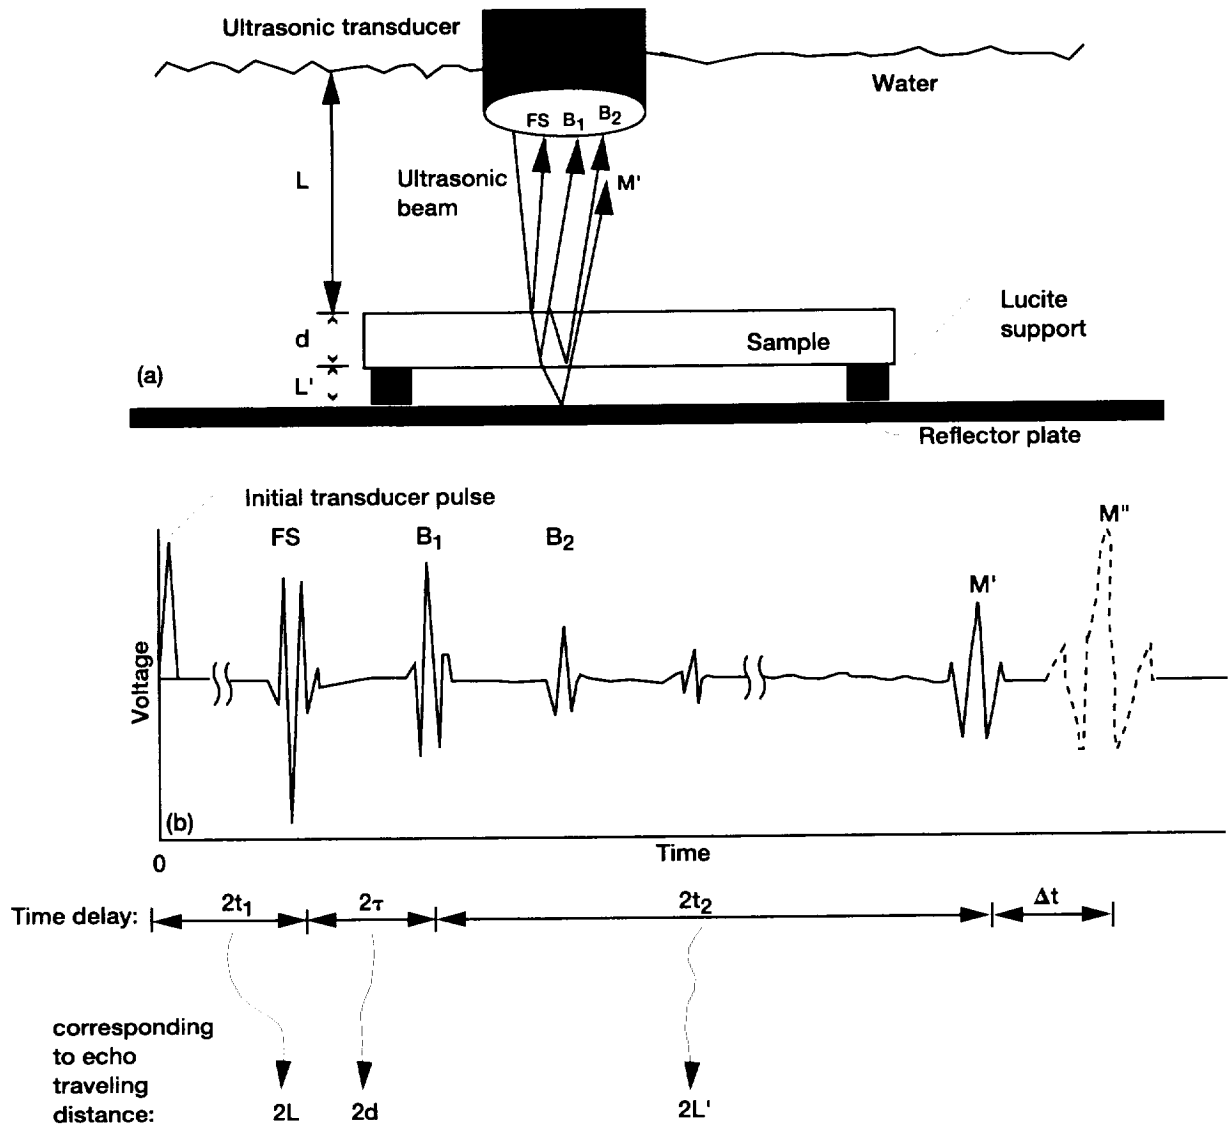 Ultrasonic transducer
Water
FS B1 B2
L
Ultrasonic
beam
M'
Lucite
support
d
Sample
(a)
L'
Reflector plate
Initial transducer pulse
FS
B1
B2
M'
M"
Voltage
(b)
0
Time
Time delay:
2t1
2τ
2t2
Δt
corresponding
to echo
traveling
distance:
2L
2d
2L'